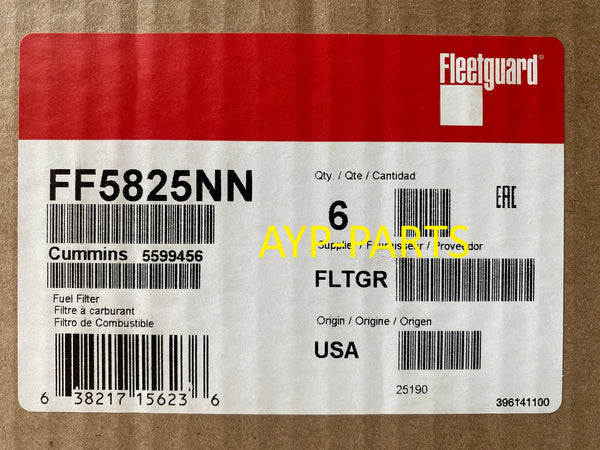 Fleetguard®
FF5825NN
Cummins 5599456
Fuel Filter
Filtre à carburant
Filtro de Combustible
6 38217 15623 6
Qty. / Qte / Cantidad
6
EAC
AYP-PARTS
Supplier / Fournisseur / Proveedor
FLTGR
Origin / Origine / Origen
USA
25190
396141100